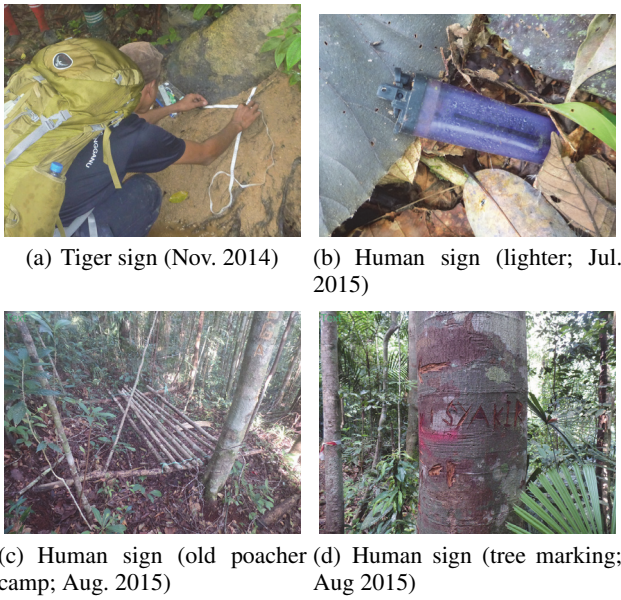 (a) Tiger sign (Nov. 2014)
(b) Human sign (lighter; Jul.
2015)
(c) Human sign (old poacher
camp; Aug. 2015)
(d) Human sign (tree marking;
Aug 2015)